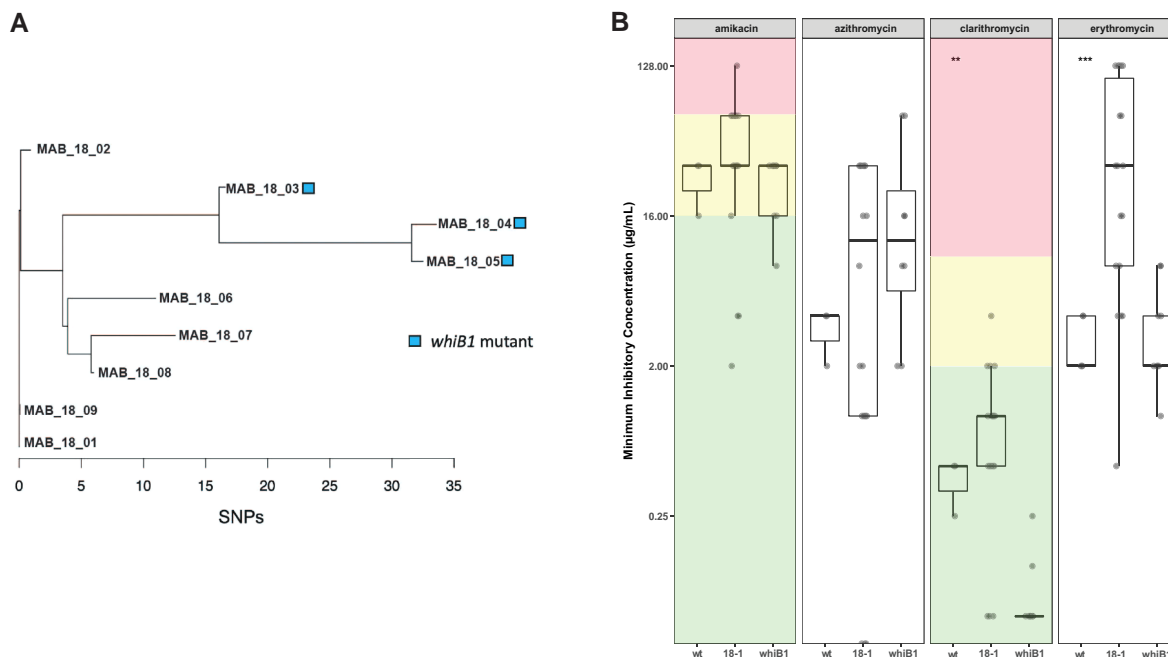 A
MAB_18_02
MAB_18_03
MAB_18_04
MAB_18_05
MAB_18_06
MAB_18_07
MAB_18_08
MAB_18_09
MAB_18_01
whiB1 mutant
0 5 10 15 20 25 30 35
SNPs
B
amikacin azithromycin clarithromycin erythromycin
** ***
Minimum Inhibitory Concentration (µg/mL)
128.00
16.00
2.00
0.25
wt 18-1 whiB1 wt 18-1 whiB1 wt 18-1 whiB1 wt 18-1 whiB1